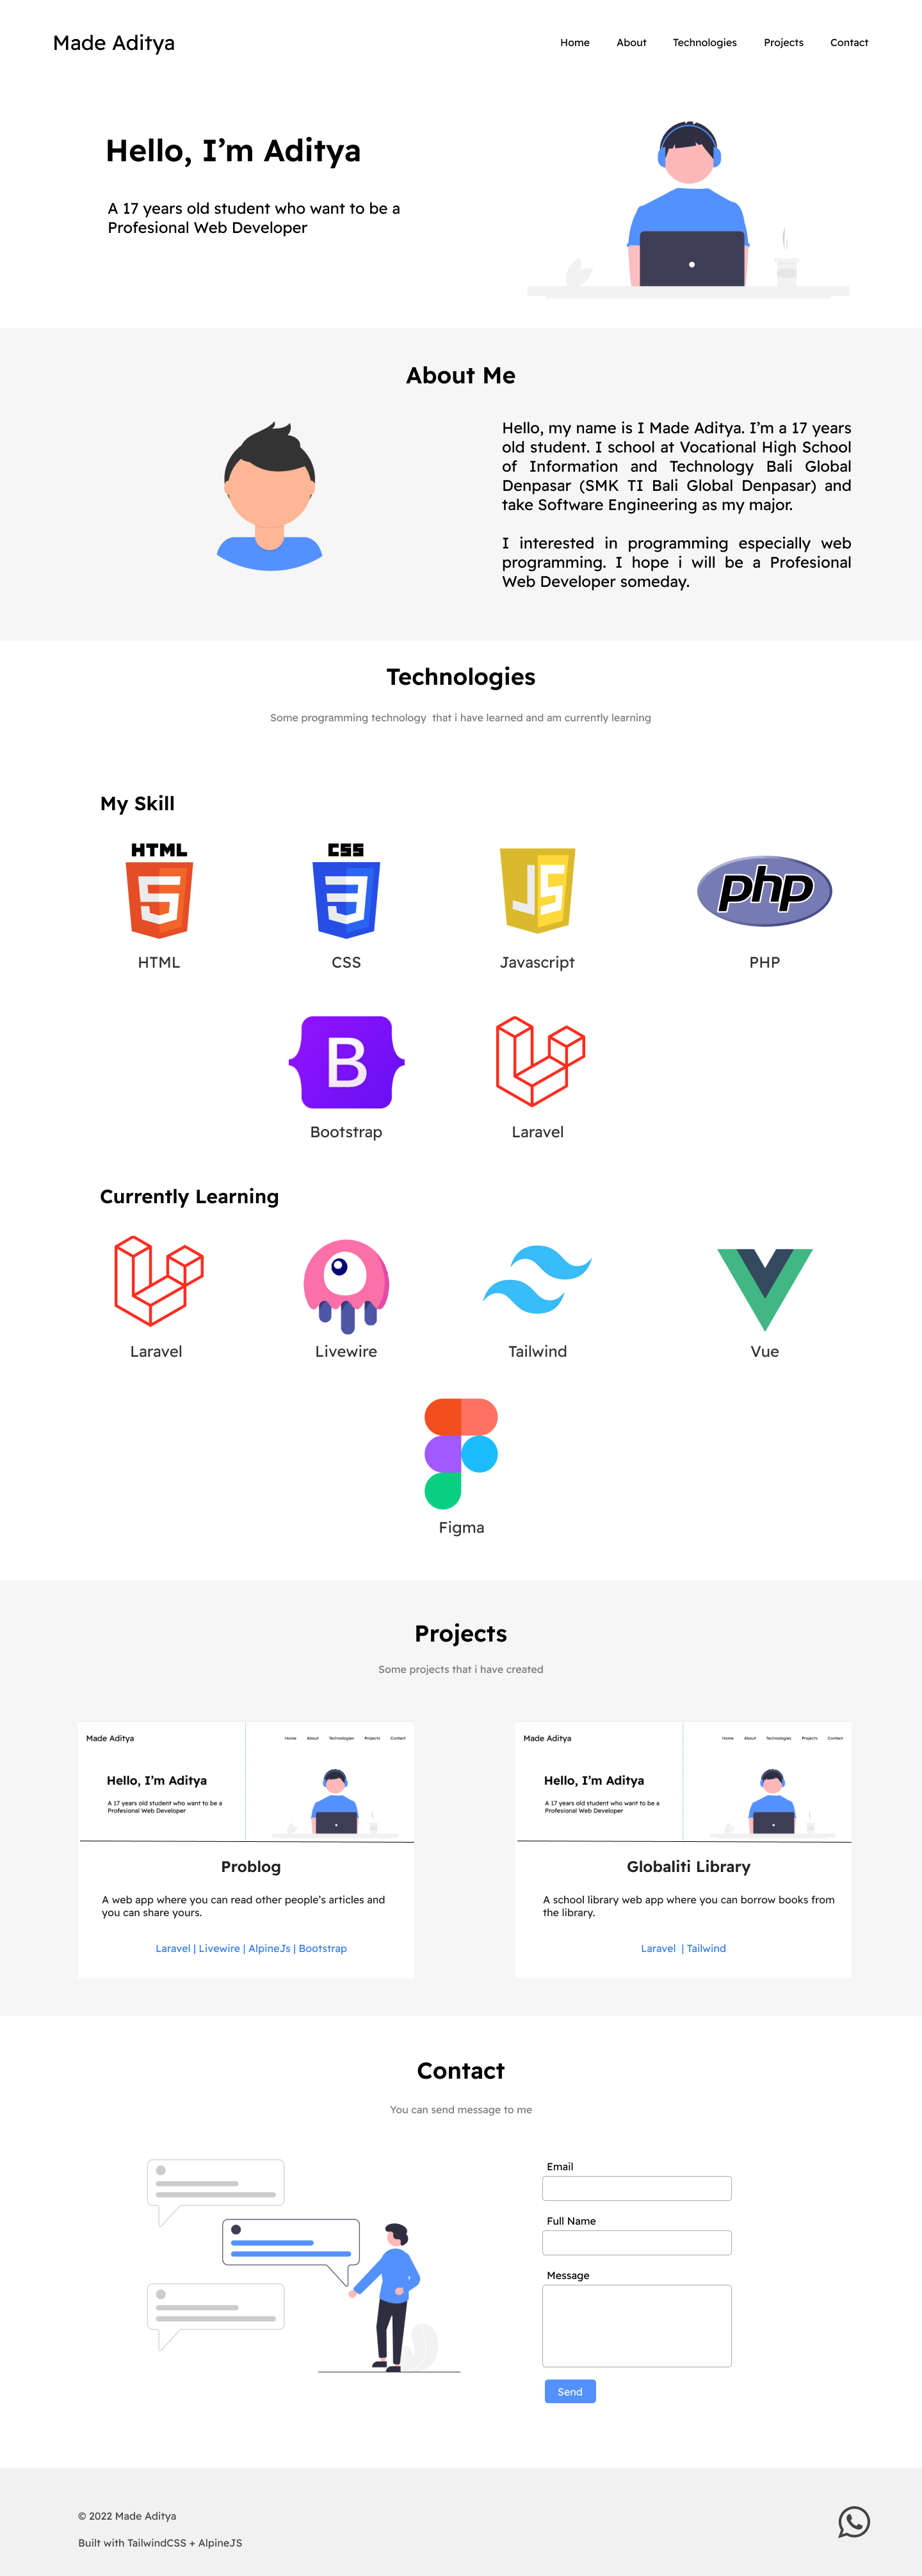 Made Aditya
Home About Technologies Projects Contact
Hello, I’m Aditya
A 17 years old student who want to be a
Profesional Web Developer
About Me
Hello, my name is I Made Aditya. I’m a 17 years
old student. I school at Vocational High School
of Information and Technology Bali Global
Denpasar (SMK TI Bali Global Denpasar) and
take Software Engineering as my major.
I interested in programming especially web
programming. I hope i will be a Profesional
Web Developer someday.
Technologies
Some programming technology  that i have learned and am currently learning
My Skill
HTML
5
HTML
CSS
3
CSS
JS
Javascript
php
PHP
B
Bootstrap
Laravel
Currently Learning
Laravel
Livewire
Tailwind
Vue
Figma
Projects
Some projects that i have created
Made Aditya
Home About Technologies Projects Contact
Hello, I’m Aditya
A 17 years old student who want to be a
Profesional Web Developer
Problog
A web app where you can read other people’s articles and
you can share yours.
Laravel | Livewire | AlpineJs | Bootstrap
Made Aditya
Home About Technologies Projects Contact
Hello, I’m Aditya
A 17 years old student who want to be a
Profesional Web Developer
Globaliti Library
A school library web app where you can borrow books from
the library.
Laravel  | Tailwind
Contact
You can send message to me
Email
Full Name
Message
Send
© 2022 Made Aditya
Built with TailwindCSS + AlpineJS